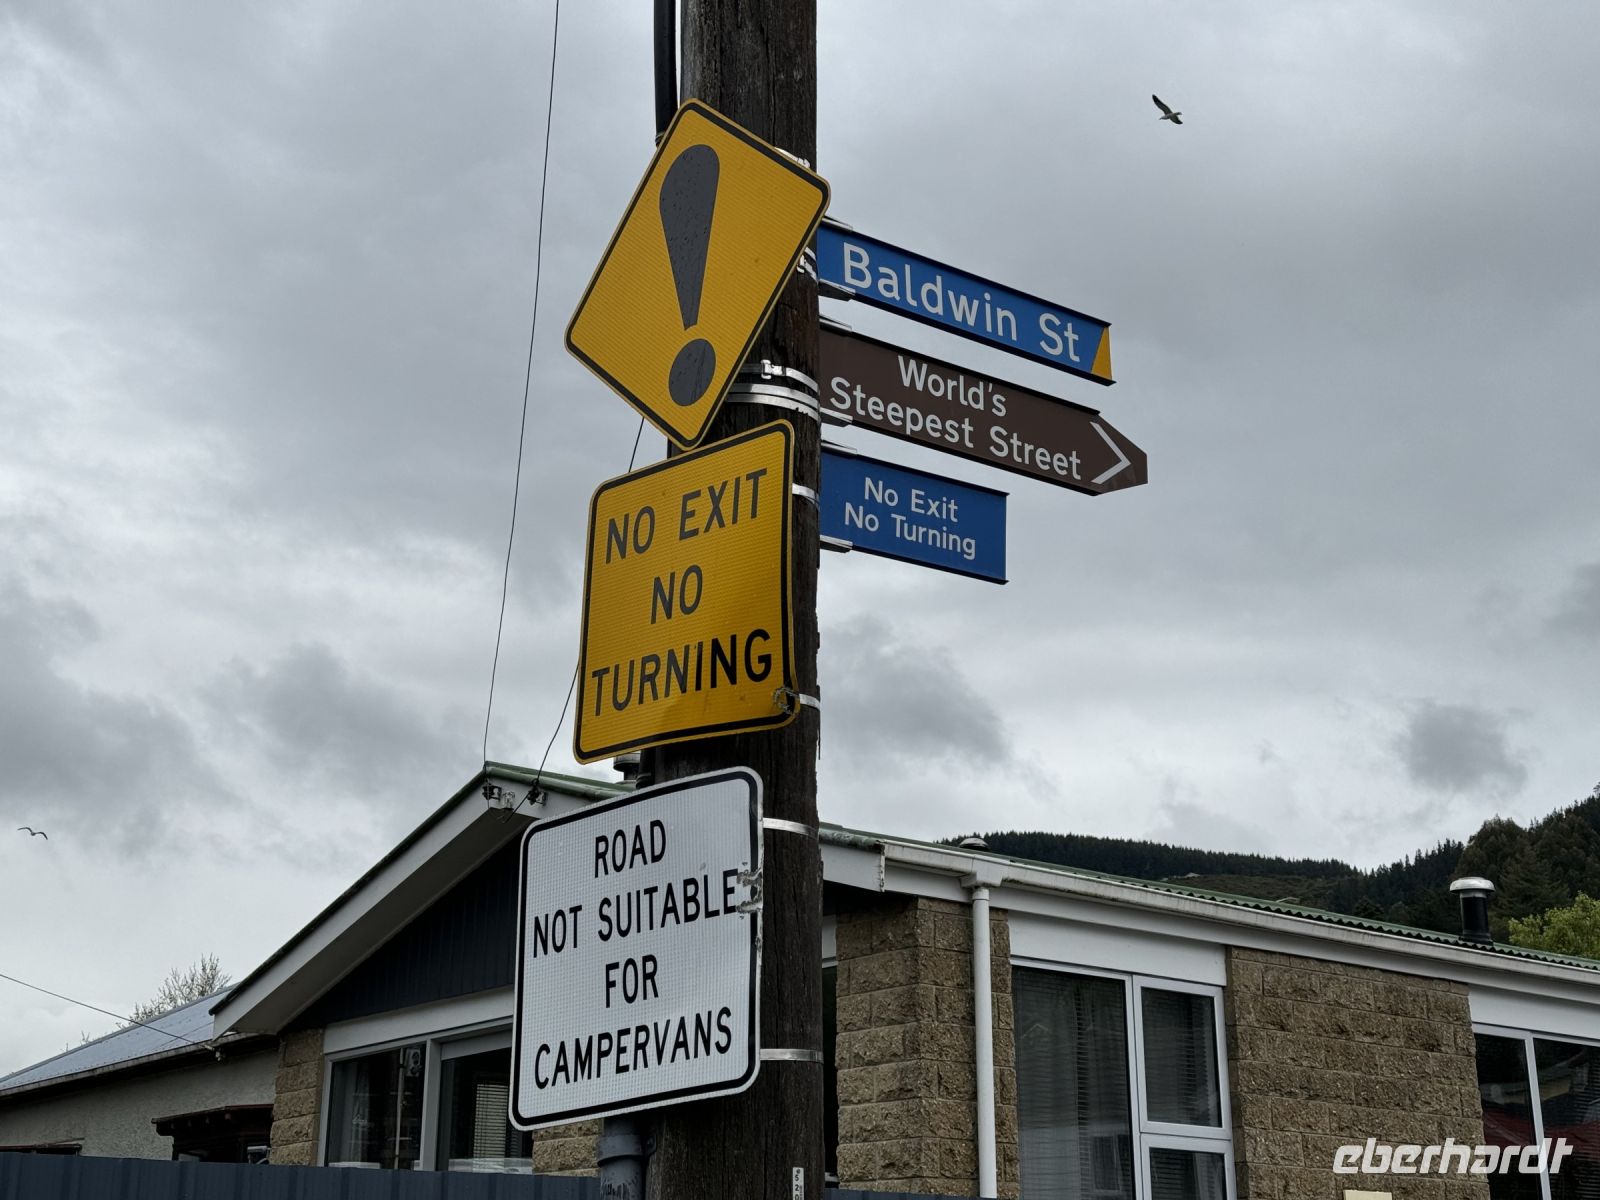 !
Baldwin St
World's
Steepest Street
No Exit
No Turning
NO EXIT
NO
TURNING
ROAD
NOT SUITABLE
FOR
CAMPERVANS
eberhardt